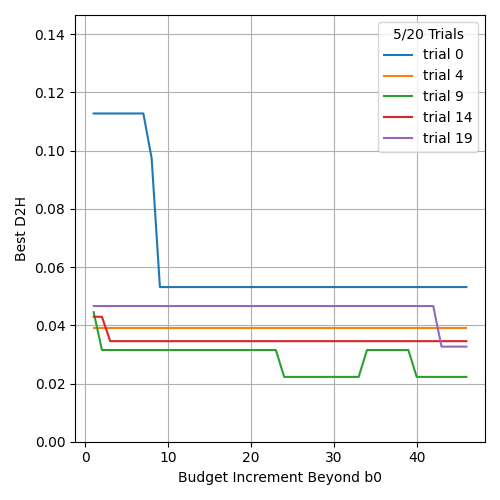 5/20 Trials
trial 0
trial 4
trial 9
trial 14
trial 19
0.14
0.12
0.10
0.08
0.06
0.04
0.02
0.00
Best D2H
0 10 20 30 40
Budget Increment Beyond b0